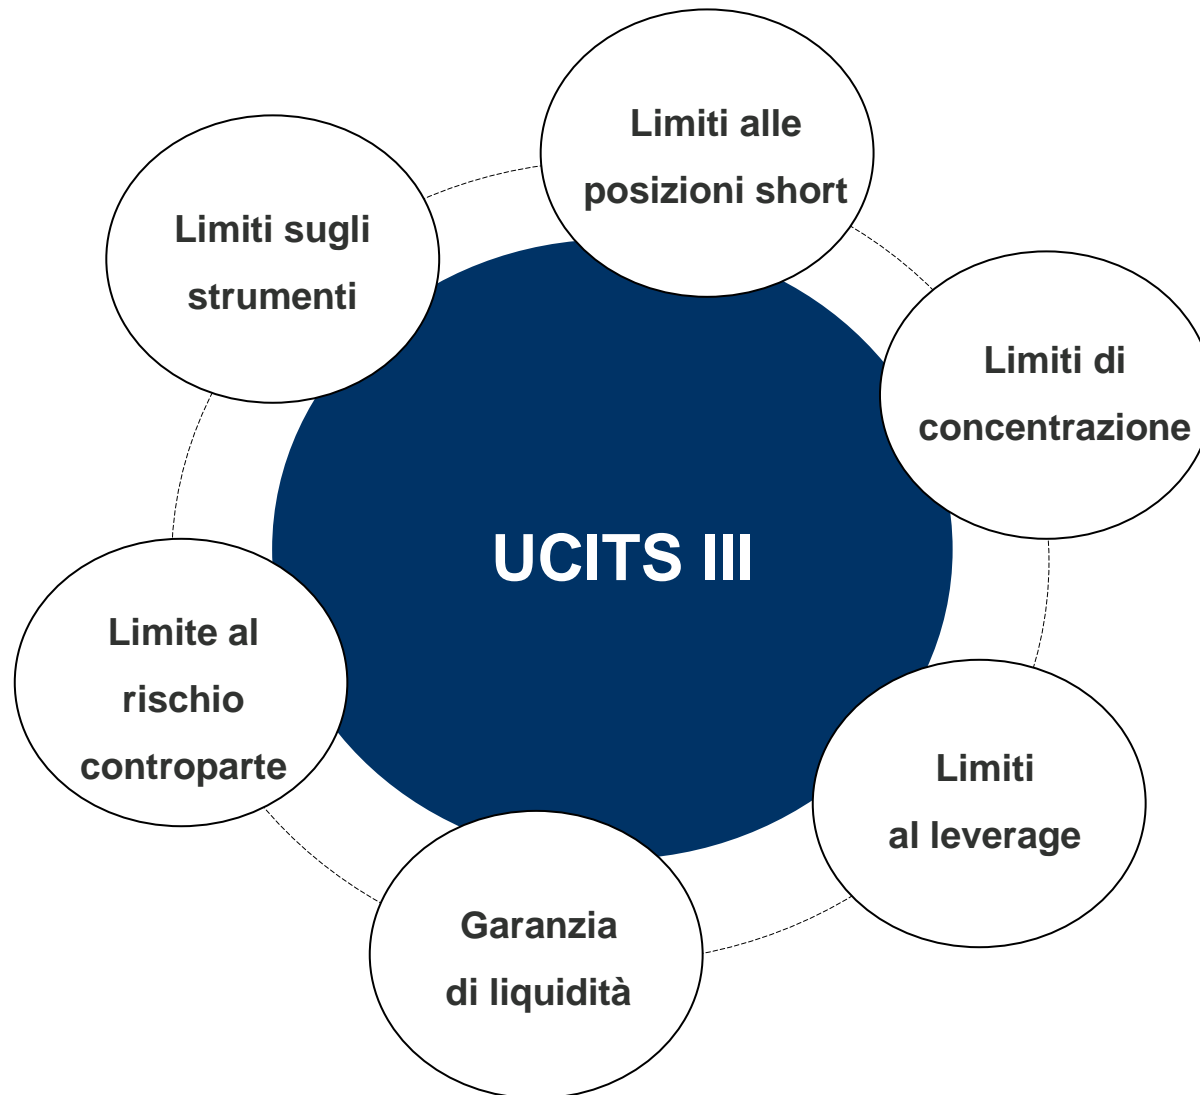 Limiti alle
posizioni short
Limiti sugli
strumenti
Limiti di
concentrazione
UCITS III
Limite al
rischio
controparte
Limiti
al leverage
Garanzia
di liquidità